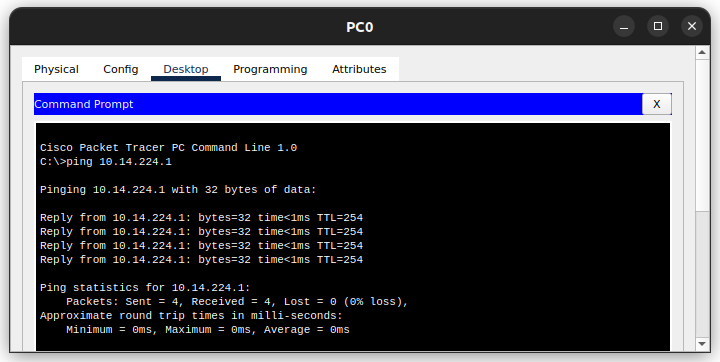 PC0
Physical Config Desktop Programming Attributes
Command Prompt X
Cisco Packet Tracer PC Command Line 1.0
C:\>ping 10.14.224.1
Pinging 10.14.224.1 with 32 bytes of data:
Reply from 10.14.224.1: bytes=32 time<1ms TTL=254
Reply from 10.14.224.1: bytes=32 time<1ms TTL=254
Reply from 10.14.224.1: bytes=32 time<1ms TTL=254
Reply from 10.14.224.1: bytes=32 time<1ms TTL=254
Ping statistics for 10.14.224.1:
Packets: Sent = 4, Received = 4, Lost = 0 (0% loss),
Approximate round trip times in milli-seconds:
Minimum = 0ms, Maximum = 0ms, Average = 0ms